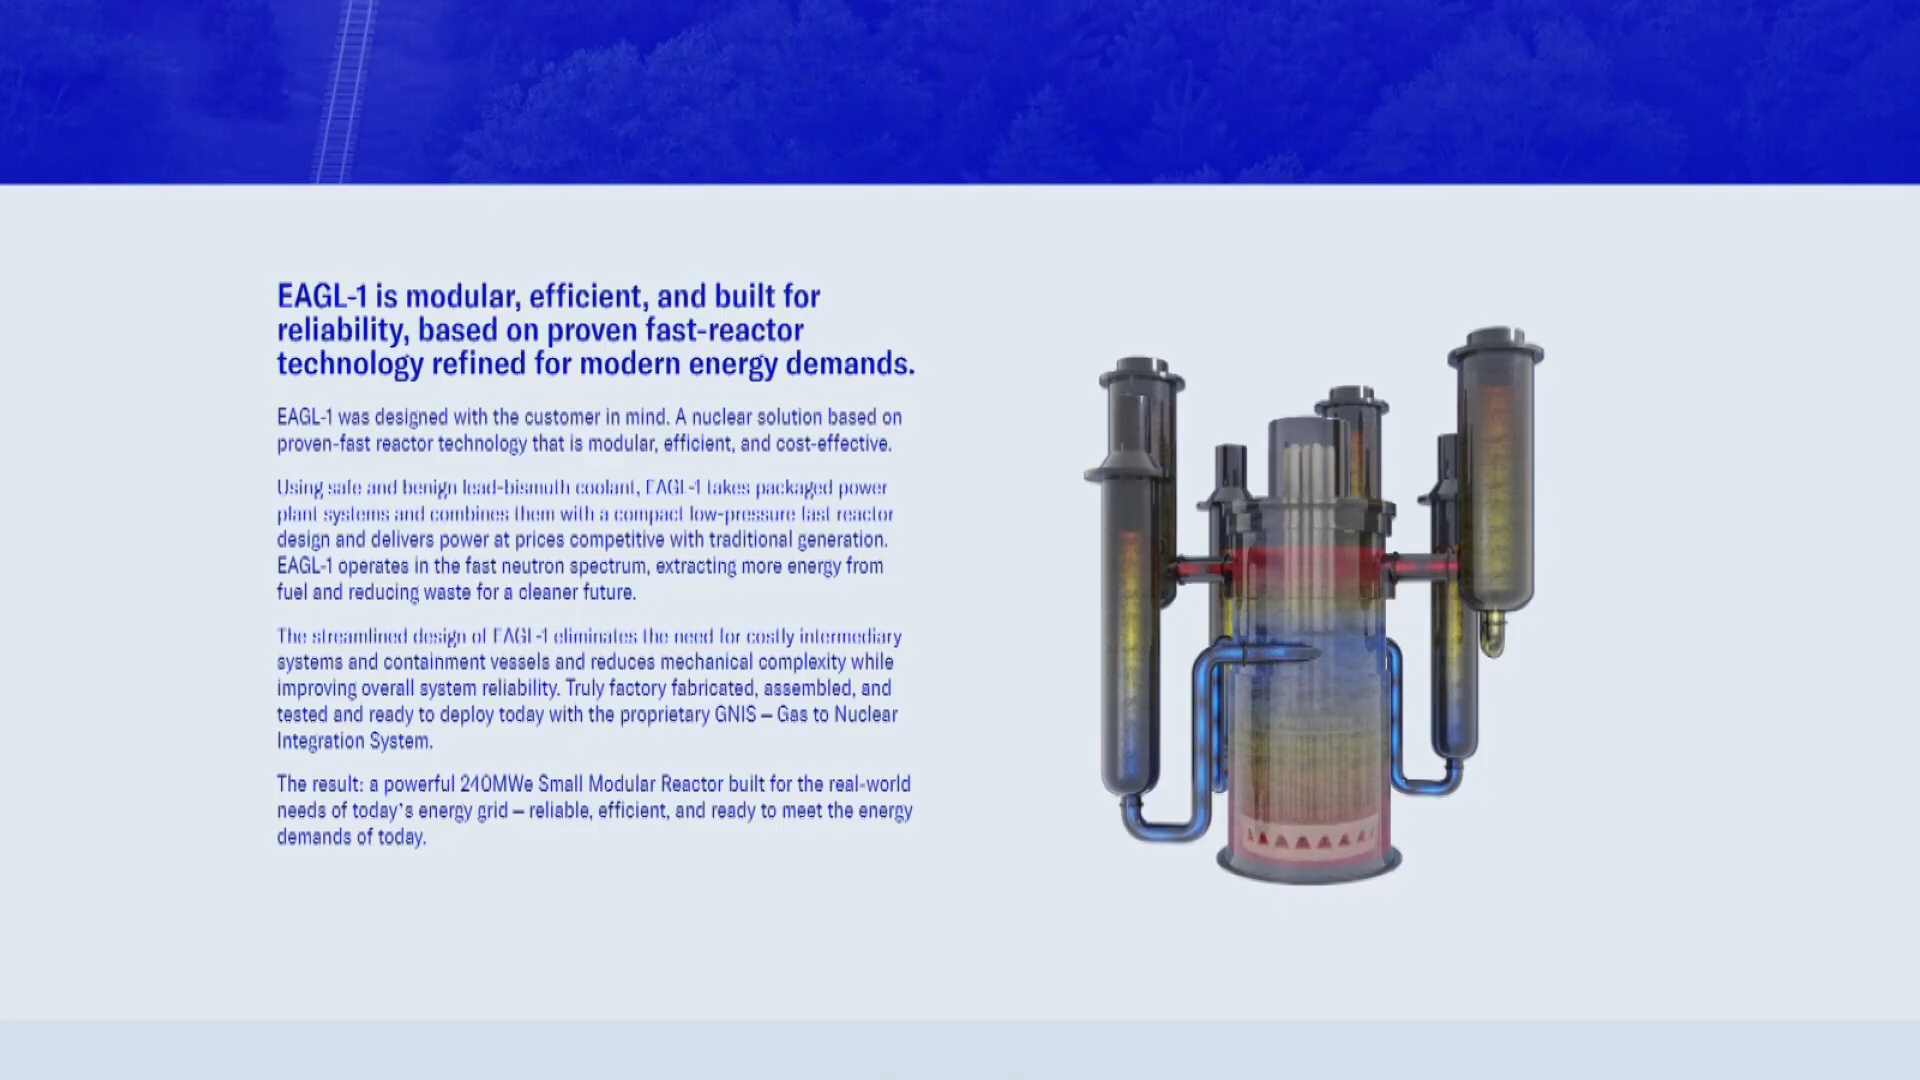 EAGL-1 is modular, efficient, and built for
reliability, based on proven fast-reactor
technology refined for modern energy demands.
EAGL-1 was designed with the customer in mind. A nuclear solution based on
proven-fast reactor technology that is modular, efficient, and cost-effective.
Using safe and benign lead-bismuth coolant, EAGL-1 takes packaged power
plant systems and combines them with a compact low-pressure fast reactor
design and delivers power at prices competitive with traditional generation.
EAGL-1 operates in the fast neutron spectrum, extracting more energy from
fuel and reducing waste for a cleaner future.
The streamlined design of EAGL-1 eliminates the need for costly intermediary
systems and containment vessels and reduces mechanical complexity while
improving overall system reliability. Truly factory fabricated, assembled, and
tested and ready to deploy today with the proprietary GNIS – Gas to Nuclear
Integration System.
The result: a powerful 240MWe Small Modular Reactor built for the real-world
needs of today's energy grid – reliable, efficient, and ready to meet the energy
demands of today.